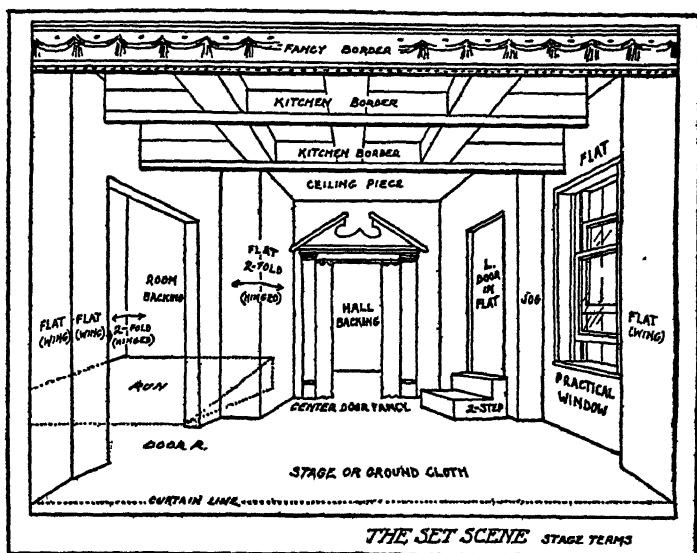 FANCY BORDER
KITCHEN BORDER
KITCHEN BORDER
CEILING PIECE
FLAT
FLAT
2-FOLD
(HINGED)
ROOM
BACKING
HALL
BACKING
L.
DOOR
IN
FLAT
JOG
FLAT
(WING)
FLAT
(WING)
2-FOLD
(HINGED)
FLAT
(WING)
RUN
CENTER DOOR FANCY
2-STEP
PRACTICAL
WINDOW
DOOR R.
STAGE OR GROUND CLOTH
CURTAIN LINE
THE SET SCENE STAGE TERMS